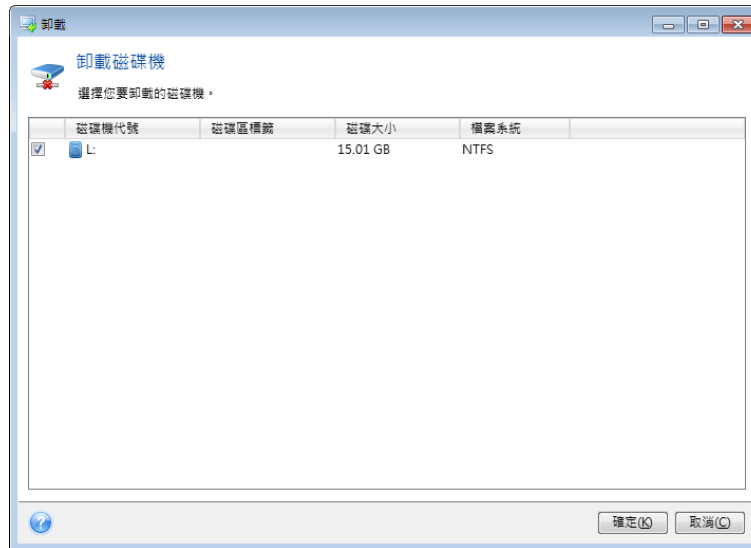 卸載
卸載磁碟機
選擇您要卸載的磁碟機。
磁碟機代號 磁碟區標籤 磁碟大小 檔案系統
L: 15.01 GB NTFS
確定(K) 取消(C)